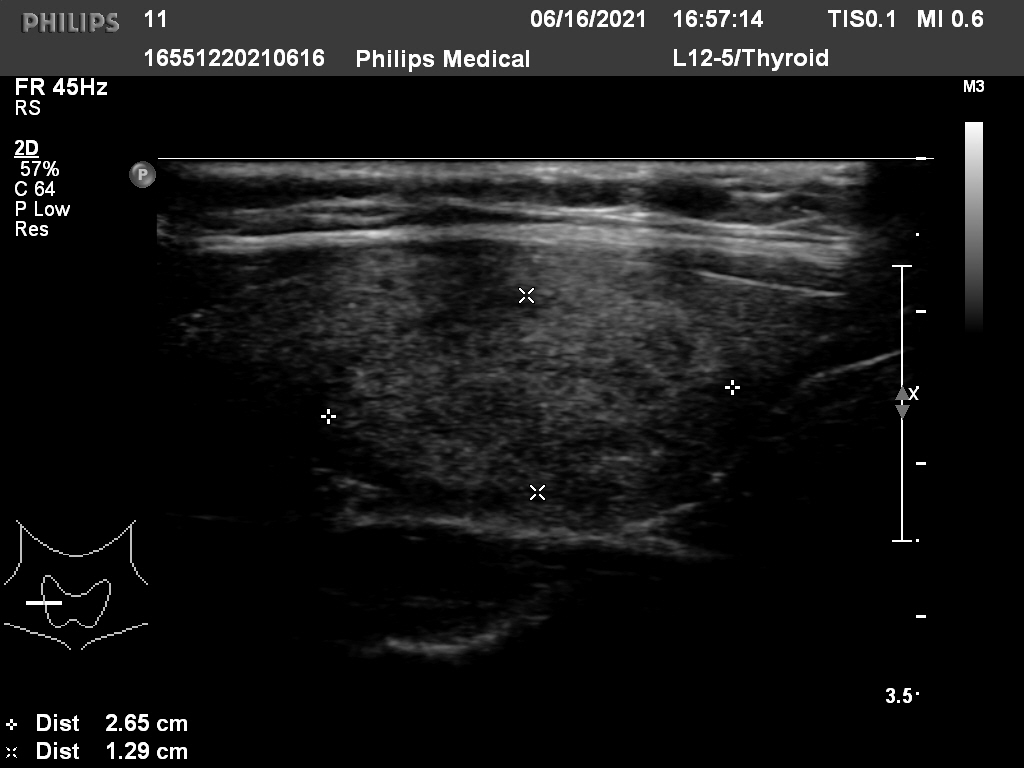 PHILIPS 11 06/16/2021 16:57:14 TIS0.1 MI 0.6
16551220210616 Philips Medical L12-5/Thyroid
FR 45Hz
RS
M3
2D
57%
C 64
P Low
Res
P
X
3.5
Dist 2.65 cm
Dist 1.29 cm